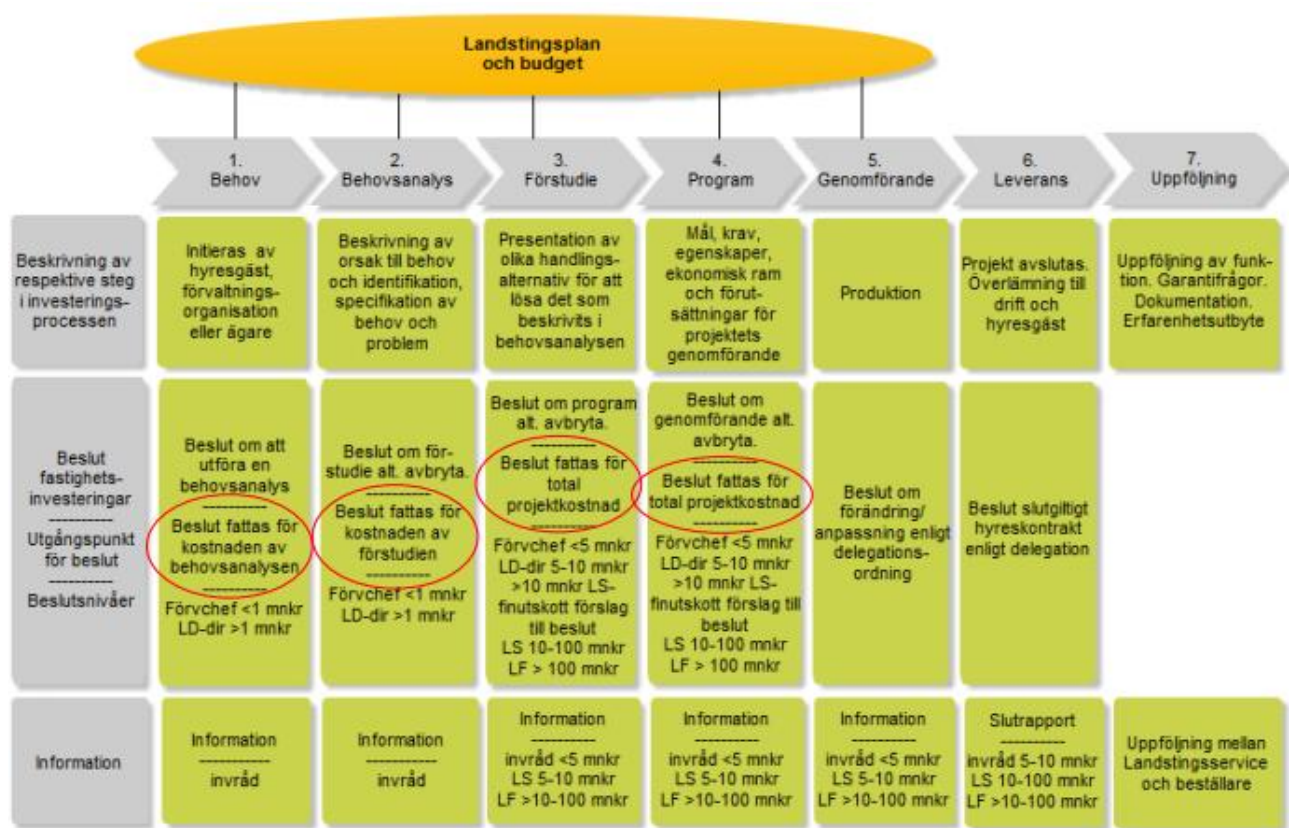 Landstingsplan
och budget
1.
Behov
2.
Behovsanalys
3.
Förstudie
4.
Program
5.
Genomförande
6.
Leverans
7.
Uppföljning
Beskrivning av
respektive steg
i investerings-
processen
Initieras av
hyresgäst,
förvaltnings-
organisation
eller ägare
Beskrivning av
orsak till behov
och identifikation,
specifikation av
behov och
problem
Presentation av
olika handlings-
alternativ för att
lösa det som
beskrivits i
behovsanalysen
Mål, krav,
egenskaper,
ekonomisk ram
och förut-
sättningar för
projektets
genomförande
Produktion
Projekt avslutas.
Överlämning till
drift och
hyresgäst
Uppföljning av funk-
tion. Garantifrågor.
Dokumentation.
Erfarenhetsutbyte
Beslut
fastighets-
investeringar
----------
Utgångspunkt
för beslut
----------
Beslutsnivåer
Beslut om att
utföra en
behovsanalys
----------
Beslut fattas för
kostnaden av
behovsanalysen
----------
Förvchef <1 mnkr
LD-dir >1 mnkr
Beslut om för-
studie alt. avbryta.
----------
Beslut fattas för
kostnaden av
förstudien
----------
Förvchef <1 mnkr
LD-dir >1 mnkr
Beslut om program
alt. avbryta.
----------
Beslut fattas för
total
projektkostnad
----------
Förvchef <5 mnkr
LD-dir 5-10 mnkr
>10 mnkr LS-
finutskott förslag
till beslut
LS 10-100 mnkr
LF > 100 mnkr
Beslut om
genomförande alt.
avbryta.
----------
Beslut fattas för
total projektkostnad
----------
Förvchef <5 mnkr
LD-dir 5-10 mnkr
>10 mnkr LS-
finutskott förslag till
beslut
LS 10-100 mnkr
LF > 100 mnkr
Beslut om
förändring/
anpassning enligt
delegations-
ordning
Beslut slutgiltigt
hyreskontrakt
enligt delegation
Information
Information
----------
invråd
Information
----------
invråd
Information
----------
invråd <5 mnkr
LS 5-10 mnkr
LF >10-100 mnkr
Information
----------
invråd <5 mnkr
LS 5-10 mnkr
LF >10-100 mnkr
Information
----------
invråd <5 mnkr
LS 5-10 mnkr
LF >10-100 mnkr
Slutrapport
----------
invråd 5-10 mnkr
LS 10-100 mnkr
LF >10-100 mnkr
Uppföljning mellan
Landstingsservice
och beställare